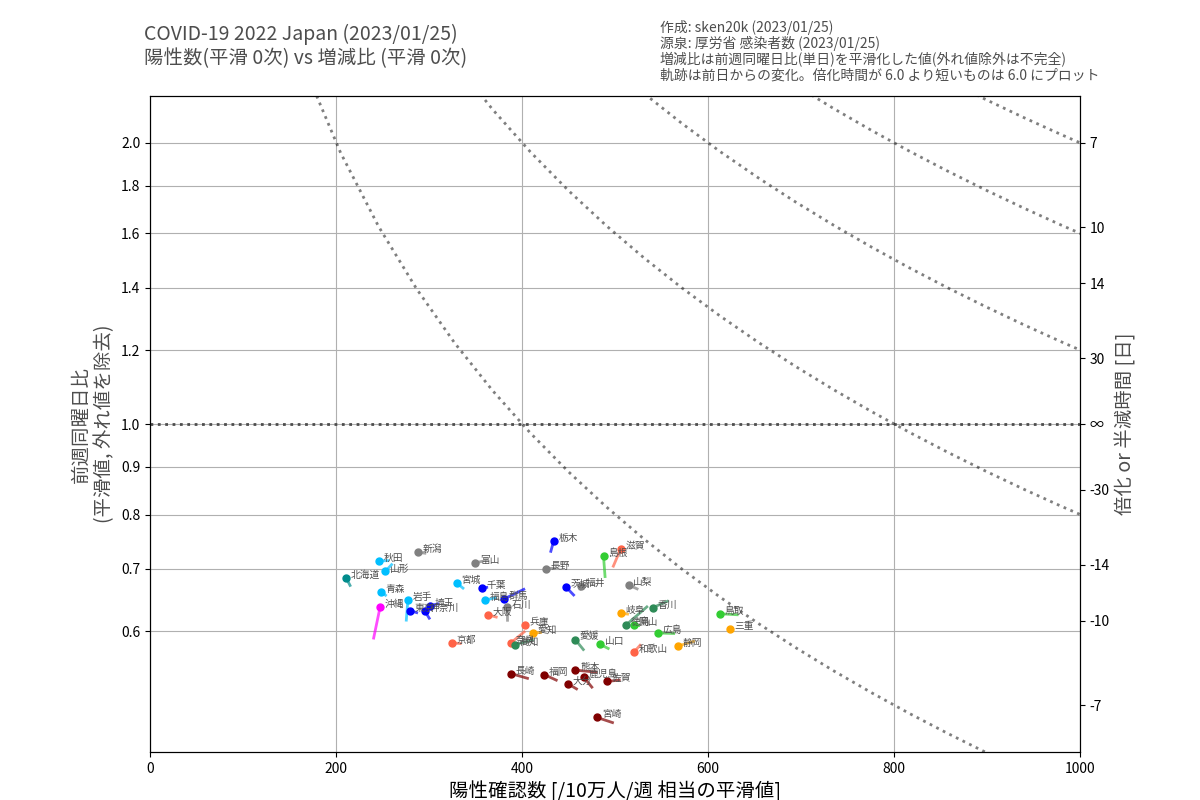 COVID-19 2022 Japan (2023/01/25)
陽性数(平滑 0次) vs 増減比 (平滑 0次)
作成: sken20k (2023/01/25)
源泉: 厚労省 感染者数 (2023/01/25)
増減比は前週同曜日比(単日)を平滑化した値(外れ値除外は不完全)
軌跡は前日からの変化。倍化時間が 6.0 より短いものは 6.0 にプロット
前週同曜日比
(平滑値, 外れ値を除去)
2.0
1.8
1.6
1.4
1.2
1.0
0.9
0.8
0.7
0.6
7
10
14
30
∞
-30
-14
-10
-7
倍化 or 半減時間 [日]
栃木
滋賀
島根
新潟
秋田
富山
山形
長野
北海道
宮城
千葉
福井
山梨
青森
岩手
福島
群馬
沖縄
埼玉
神奈川
石川
大阪
岐阜
香川
鳥取
兵庫
愛知
岡山
三重
広島
京都
愛媛
山口
静岡
和歌山
長崎
福岡
熊本
鹿児島
佐賀
大分
宮崎
0
200
400
600
800
1000
陽性確認数 [/10万人/週 相当の平滑値]